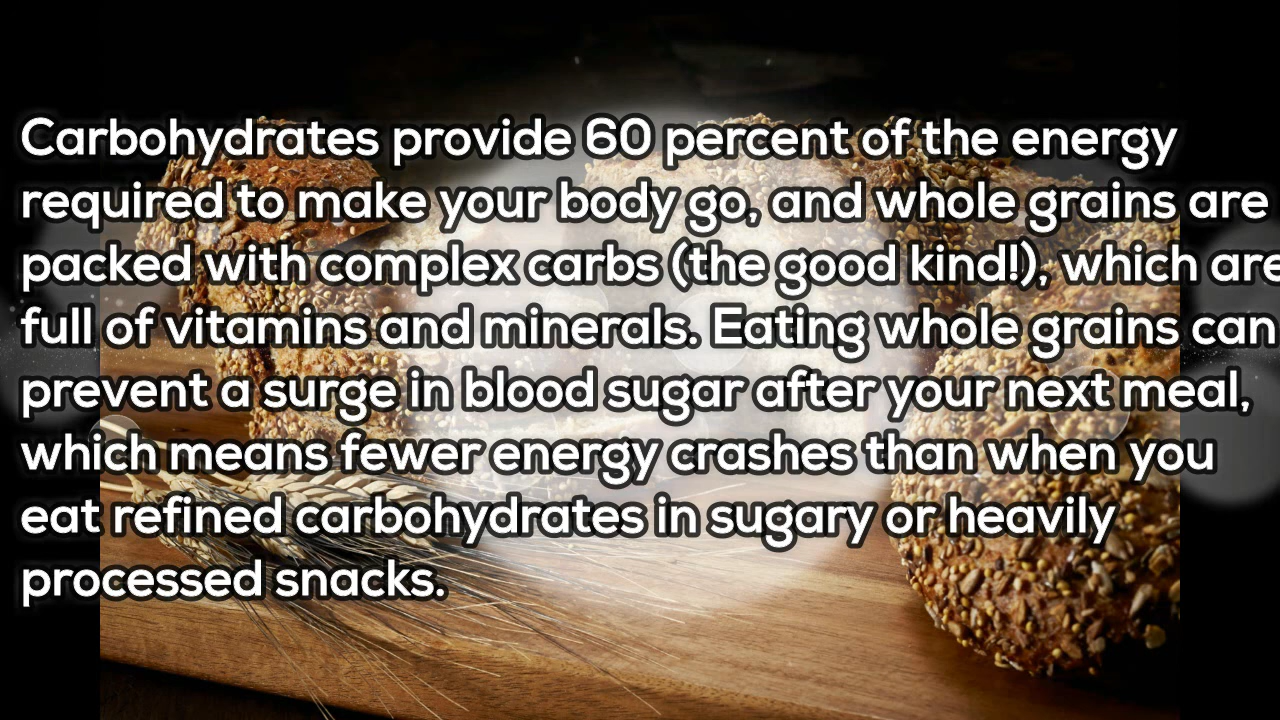 Carbohydrates provide 60 percent of the energy
required to make your body go, and whole grains are
packed with complex carbs (the good kind!), which are
full of vitamins and minerals. Eating whole grains can
prevent a surge in blood sugar after your next meal,
which means fewer energy crashes than when you
eat refined carbohydrates in sugary or heavily
processed snacks.